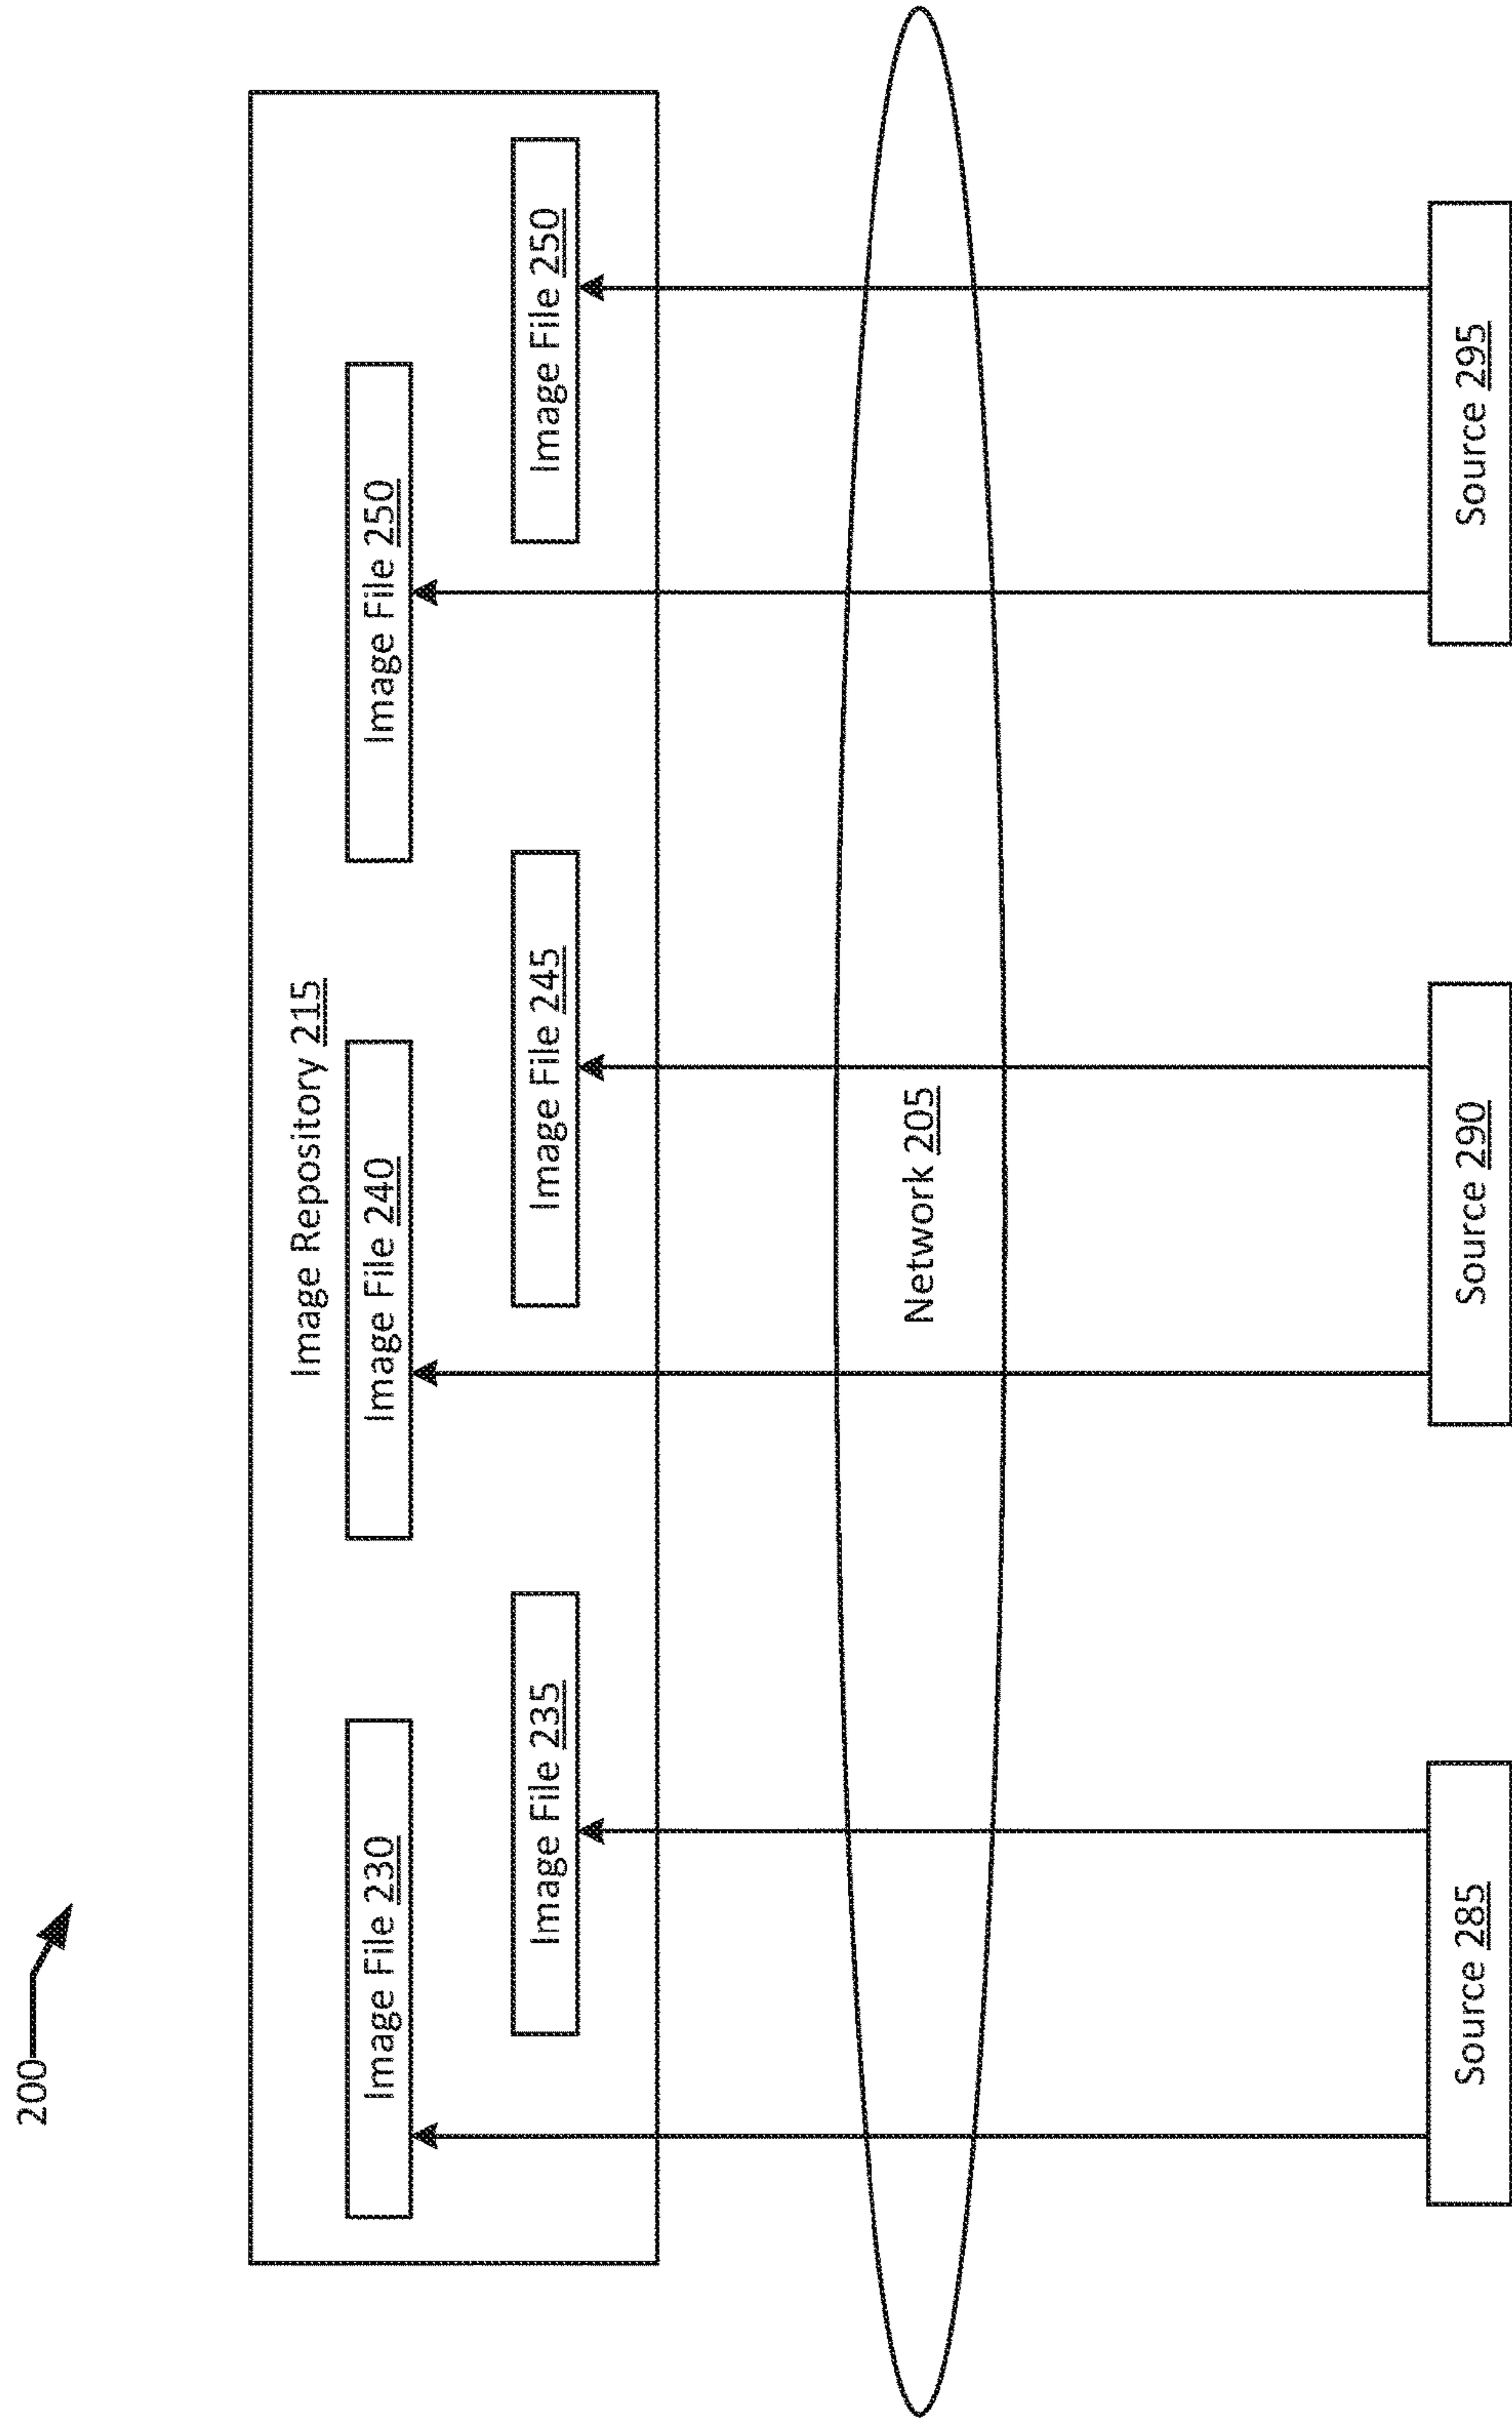 200
Image Repository 215
Image File 230
Image File 240
Image File 250
Image File 235
Image File 245
Image File 250
Network 205
Source 285
Source 290
Source 295